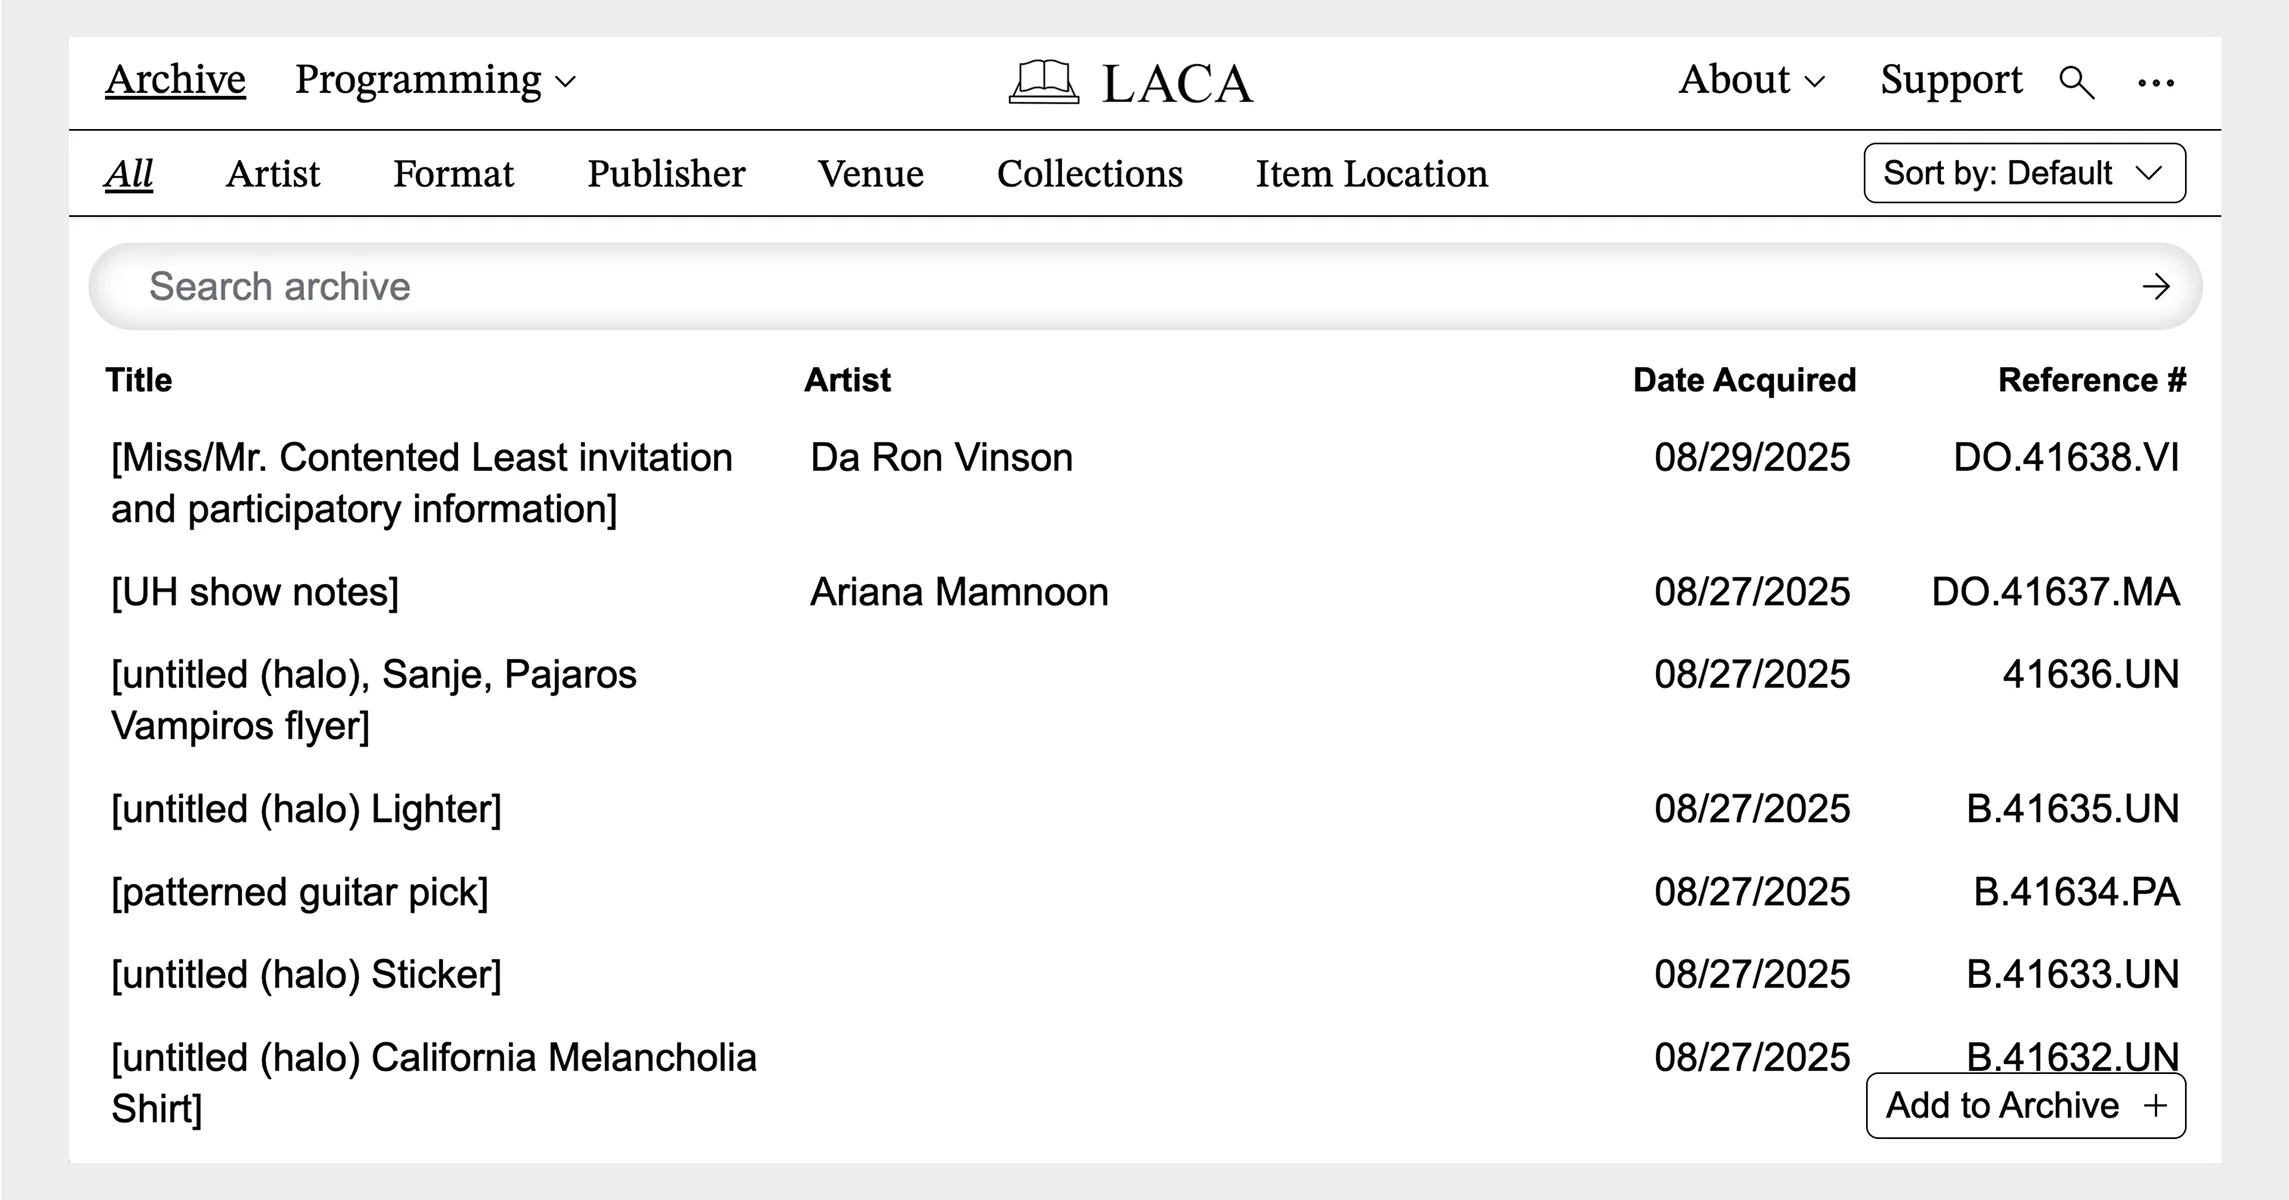 Archive Programming LACA About Support
All Artist Format Publisher Venue Collections Item Location Sort by: Default
Search archive
Title Artist Date Acquired Reference #
[Miss/Mr. Contented Least invitation Da Ron Vinson 08/29/2025 DO.41638.VI
and participatory information]
[UH show notes] Ariana Mamnoon 08/27/2025 DO.41637.MA
[untitled (halo), Sanje, Pajaros 08/27/2025 41636.UN
Vampiros flyer]
[untitled (halo) Lighter] 08/27/2025 B.41635.UN
[patterned guitar pick] 08/27/2025 B.41634.PA
[untitled (halo) Sticker] 08/27/2025 B.41633.UN
[untitled (halo) California Melancholia 08/27/2025 B.41632.UN
Shirt] Add to Archive +